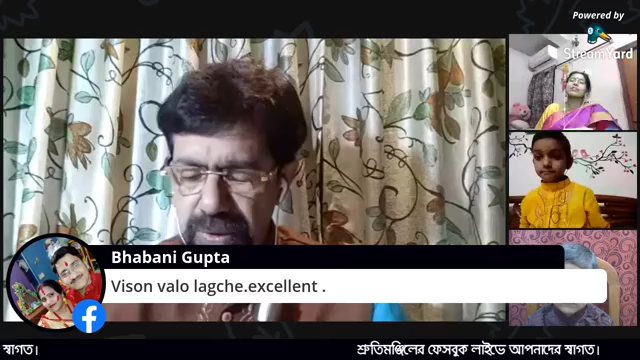 Powered by
StreamYard
Bhabani Gupta
Vison valo lagche.excellent .
স্বাগত।
শ্রুতিমঞ্জিলের ফেসবুক লাইভে আপনাদের স্বাগত।